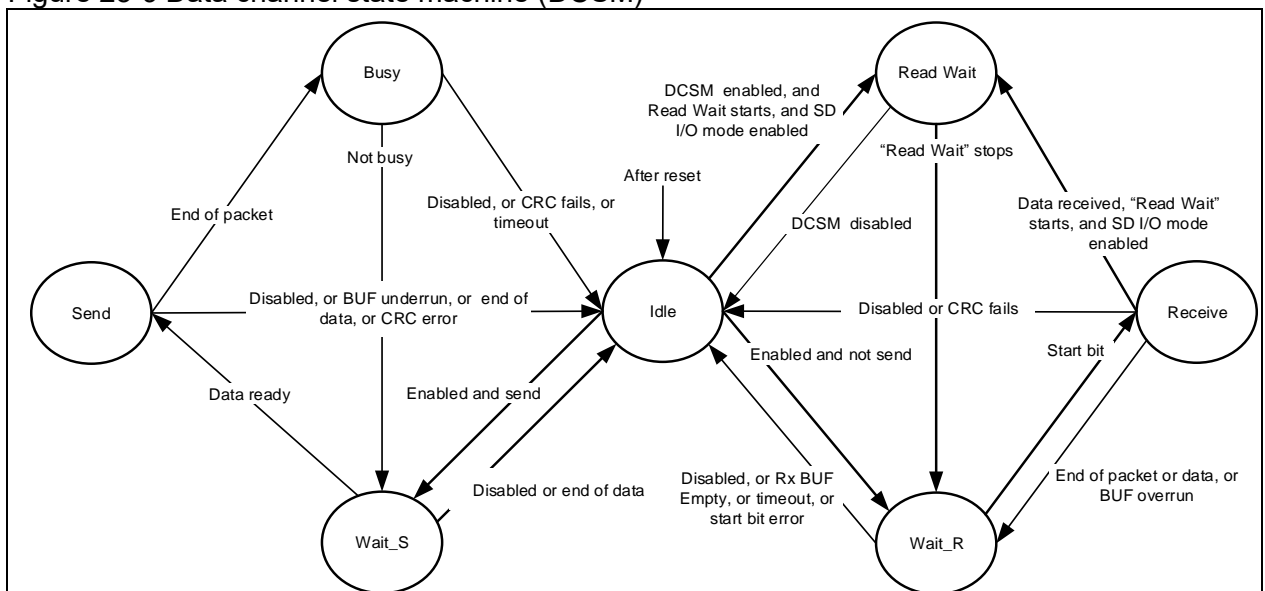 Figure 25-6 Data channel state machine (DCSM)
Busy
Read Wait
DCSM enabled, and
Read Wait starts, and SD
I/O mode enabled
Not busy
“Read Wait” stops
After reset
End of packet
Disabled, or CRC fails, or
timeout
DCSM disabled
Data received, “Read Wait”
starts, and SD I/O mode
enabled
Send
Disabled, or BUF underrun, or end of
data, or CRC error
Idle
Disabled or CRC fails
Receive
Enabled and not send
Start bit
Data ready
Enabled and send
Disabled or end of data
Disabled, or Rx BUF
Empty, or timeout, or
start bit error
End of packet or data, or
BUF overrun
Wait_S
Wait_R